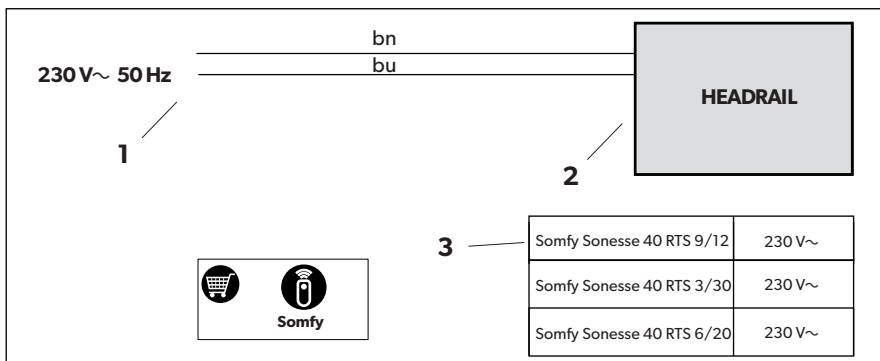 bn
bu
230 V~ 50 Hz
HEADRAIL
1
2
3
Somfy Sonesse 40 RTS 9/12 230 V~
Somfy Sonesse 40 RTS 3/30 230 V~
Somfy Sonesse 40 RTS 6/20 230 V~
Somfy